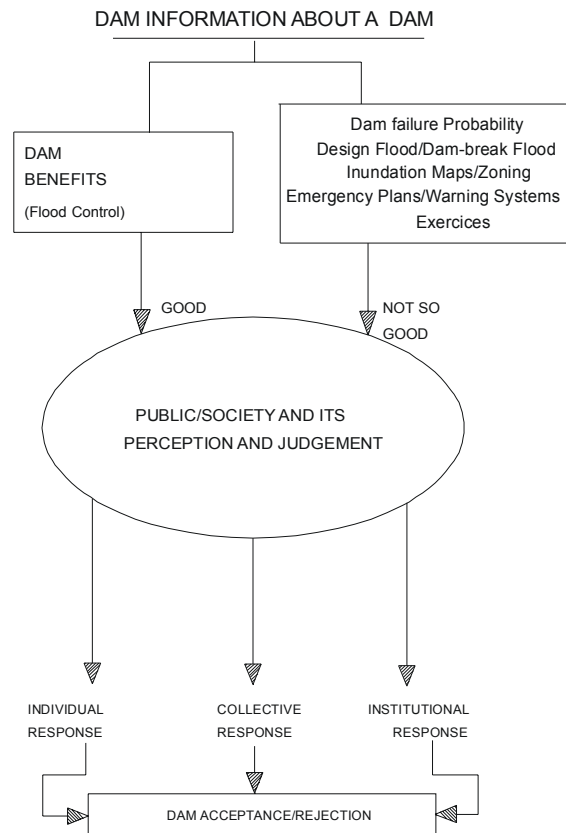 DAM INFORMATION ABOUT A DAM
DAM
BENEFITS
(Flood Control)
Dam failure Probability
Design Flood/Dam-break Flood
Inundation Maps/Zoning
Emergency Plans/Warning Systems
Exercices
GOOD
NOT SO
GOOD
PUBLIC/SOCIETY AND ITS
PERCEPTION AND JUDGEMENT
INDIVIDUAL
RESPONSE
COLLECTIVE
RESPONSE
INSTITUTIONAL
RESPONSE
DAM ACCEPTANCE/REJECTION